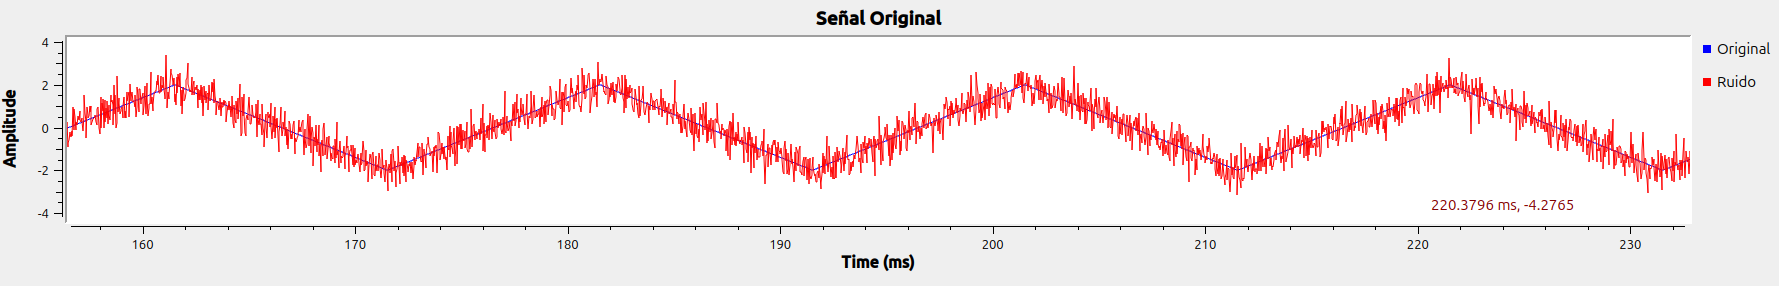 Señal Original
Amplitude
4
2
0
-2
-4
Original
Ruido
220.3796 ms, -4.2765
160 170 180 190 200 210 220 230
Time (ms)